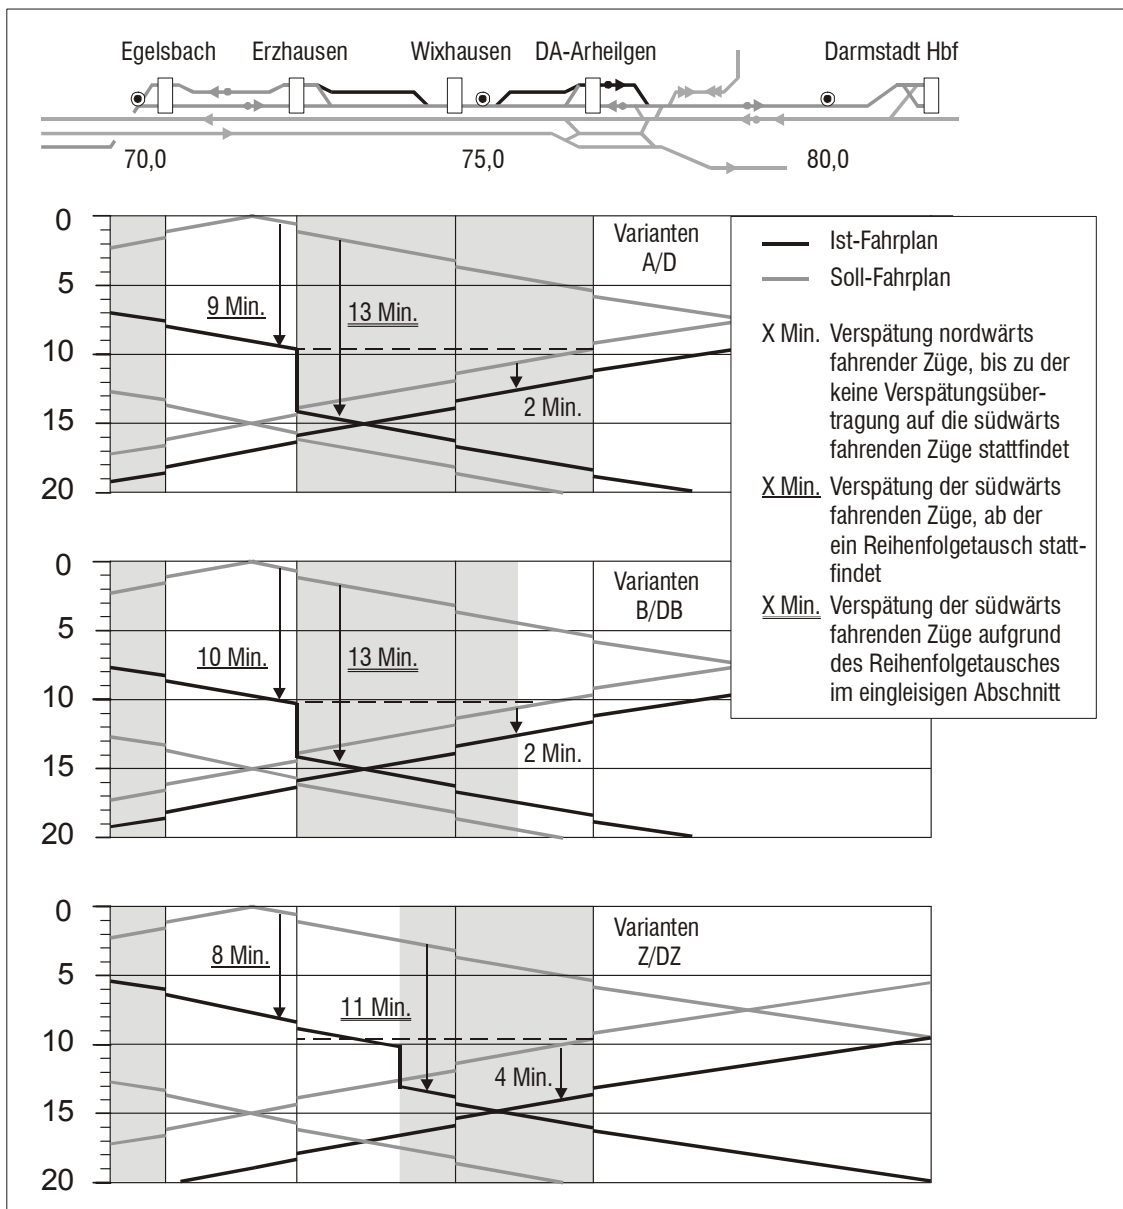 Egelsbach Erzhausen Wixhausen DA-Arheilgen Darmstadt Hbf
70,0 75,0 80,0
0
5
10
15
20
9 Min.
13 Min.
2 Min.
Varianten
A/D
Ist-Fahrplan
Soll-Fahrplan
X Min. Verspätung nordwärts
fahrender Züge, bis zu der
keine Verspätungsüber-
tragung auf die südwärts
fahrenden Züge stattfindet
X Min. Verspätung der südwärts
fahrenden Züge, ab der
ein Reihenfolgetausch statt-
findet
X Min. Verspätung der südwärts
fahrenden Züge aufgrund
des Reihenfolgetausches
im eingleisigen Abschnitt
0
5
10
15
20
10 Min.
13 Min.
2 Min.
Varianten
B/DB
0
5
10
15
20
8 Min.
11 Min.
4 Min.
Varianten
Z/DZ